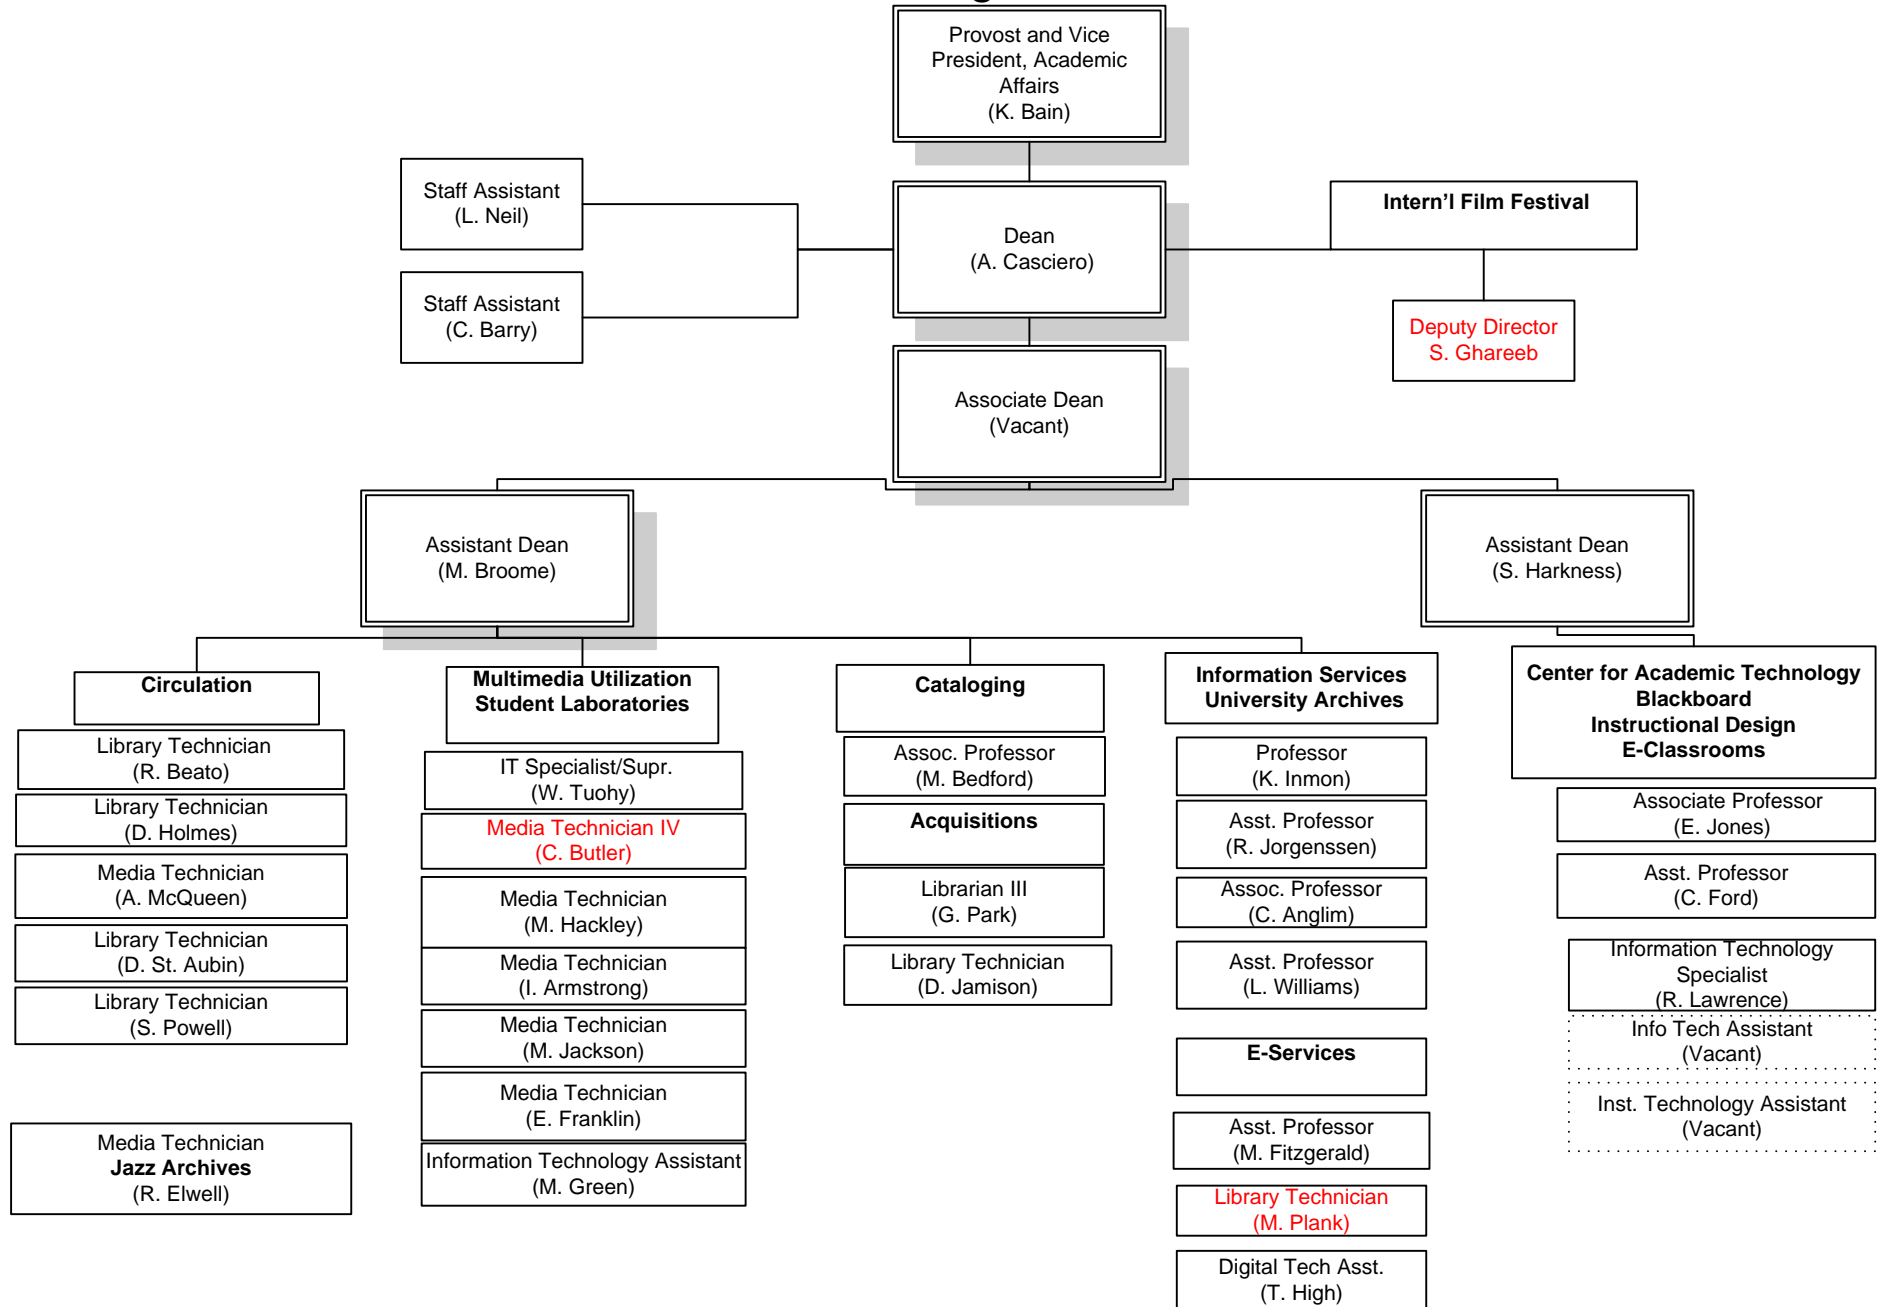 Provost and Vice
President, Academic
Affairs
(K. Bain)
Staff Assistant
(L. Neil)
Staff Assistant
(C. Barry)
Dean
(A. Casciero)
Intern'l Film Festival
Deputy Director
S. Ghareeb
Associate Dean
(Vacant)
Assistant Dean
(M. Broome)
Assistant Dean
(S. Harkness)
Circulation
Library Technician
(R. Beato)
Library Technician
(D. Holmes)
Media Technician
(A. McQueen)
Library Technician
(D. St. Aubin)
Library Technician
(S. Powell)
Media Technician
Jazz Archives
(R. Elwell)
Multimedia Utilization
Student Laboratories
IT Specialist/Supr.
(W. Tuohy)
Media Technician IV
(C. Butler)
Media Technician
(M. Hackley)
Media Technician
(I. Armstrong)
Media Technician
(M. Jackson)
Media Technician
(E. Franklin)
Information Technology Assistant
(M. Green)
Cataloging
Assoc. Professor
(M. Bedford)
Acquisitions
Librarian III
(G. Park)
Library Technician
(D. Jamison)
Information Services
University Archives
Professor
(K. Inmon)
Asst. Professor
(R. Jorgenssen)
Assoc. Professor
(C. Anglim)
Asst. Professor
(L. Williams)
E-Services
Asst. Professor
(M. Fitzgerald)
Library Technician
(M. Plank)
Digital Tech Asst.
(T. High)
Center for Academic Technology
Blackboard
Instructional Design
E-Classrooms
Associate Professor
(E. Jones)
Asst. Professor
(C. Ford)
Information Technology
Specialist
(R. Lawrence)
Info Tech Assistant
(Vacant)
Inst. Technology Assistant
(Vacant)